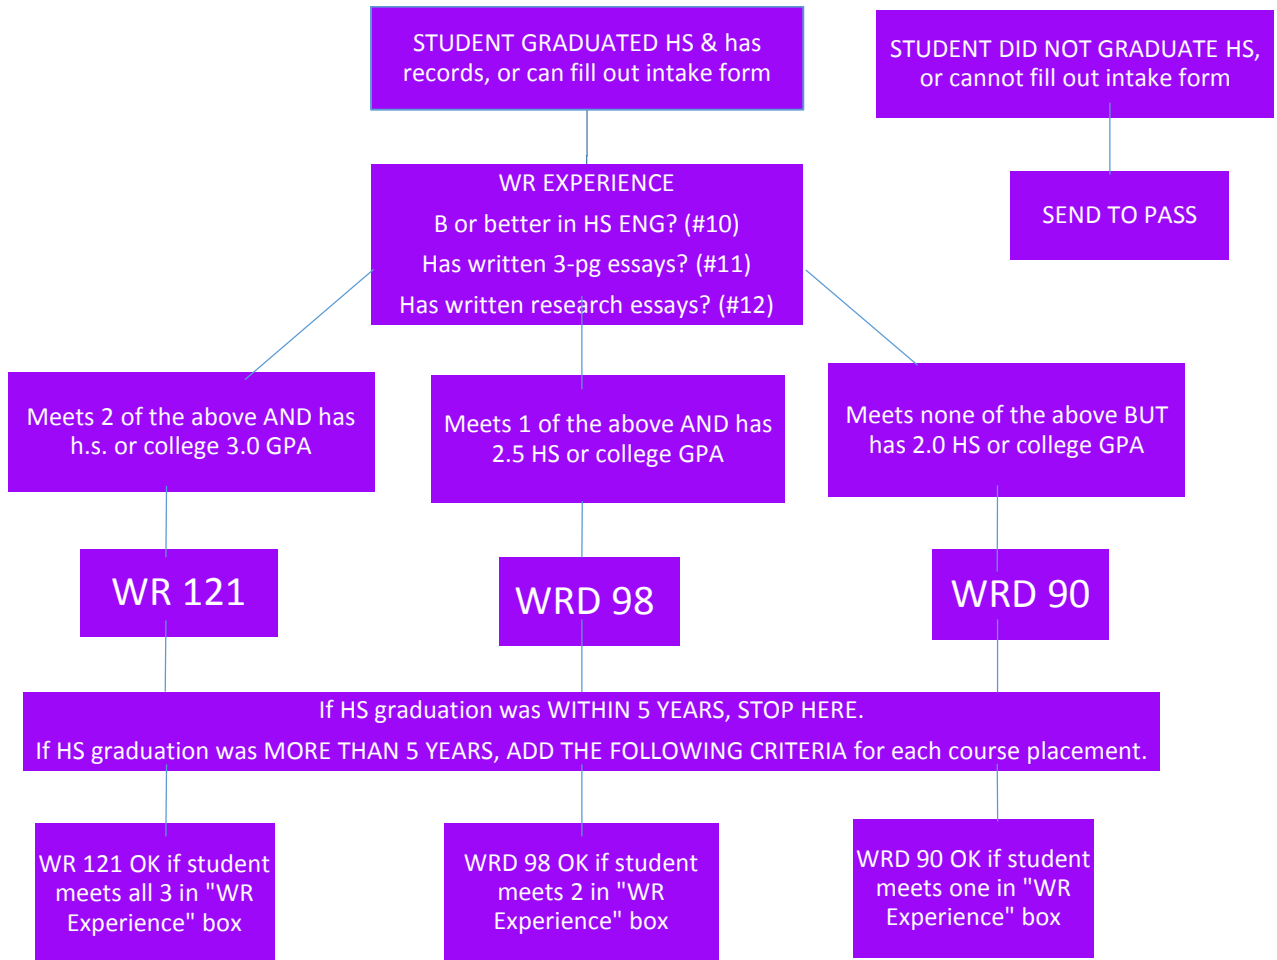 STUDENT GRADUATED HS & has
records, or can fill out intake form
STUDENT DID NOT GRADUATE HS,
or cannot fill out intake form
WR EXPERIENCE
B or better in HS ENG? (#10)
Has written 3-pg essays? (#11)
Has written research essays? (#12)
SEND TO PASS
Meets 2 of the above AND has
h.s. or college 3.0 GPA
Meets 1 of the above AND has
2.5 HS or college GPA
Meets none of the above BUT
has 2.0 HS or college GPA
WR 121
WRD 98
WRD 90
If HS graduation was WITHIN 5 YEARS, STOP HERE.
If HS graduation was MORE THAN 5 YEARS, ADD THE FOLLOWING CRITERIA for each course placement.
WR 121 OK if student
meets all 3 in "WR
Experience" box
WRD 98 OK if student
meets 2 in "WR
Experience" box
WRD 90 OK if student
meets one in "WR
Experience" box